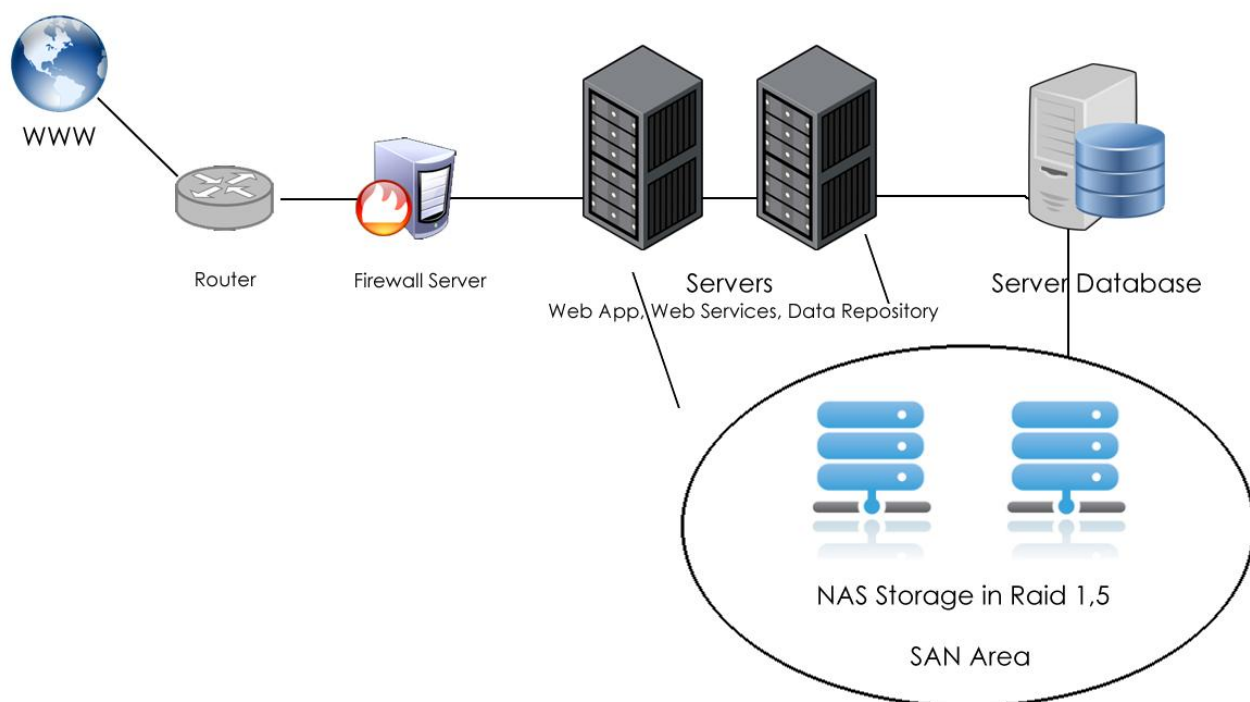 WWW
Router
Firewall Server
Servers
Web App, Web Services, Data Repository
Server Database
NAS Storage in Raid 1,5
SAN Area